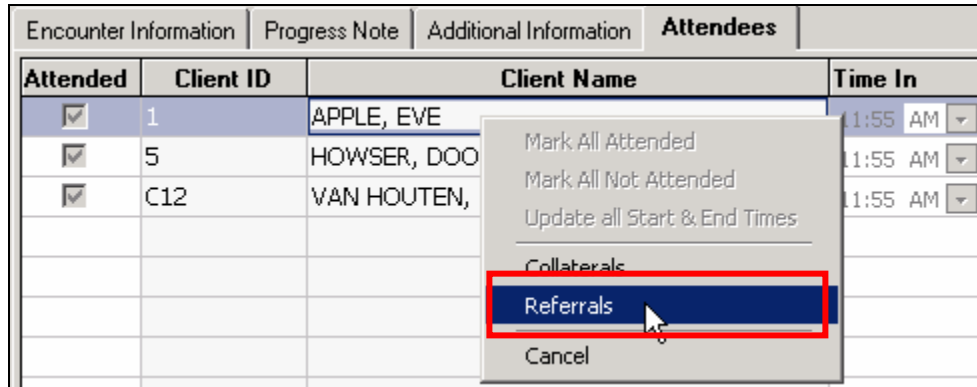 Encounter Information Progress Note Additional Information Attendees
Attended Client ID Client Name Time In
1 APPLE, EVE 11:55 AM
5 HOWSER, DOO 11:55 AM
C12 VAN HOUTEN, 11:55 AM
Mark All Attended
Mark All Not Attended
Update all Start & End Times
Collaterals
Referrals
Cancel